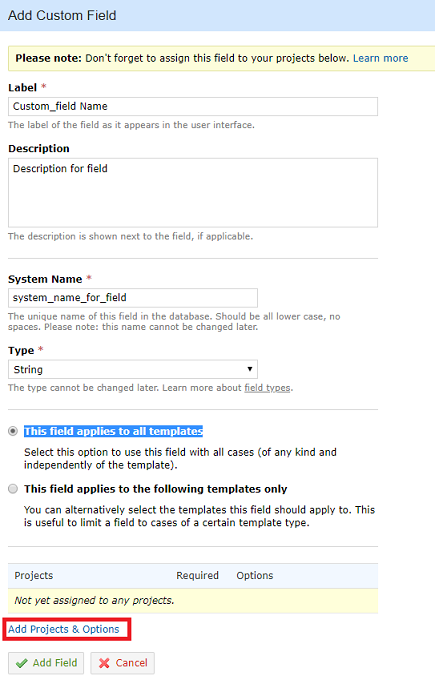 Add Custom Field
Please note: Don't forget to assign this field to your projects below. Learn more
Label *
Custom_field Name
The label of the field as it appears in the user interface.
Description
Description for field
The description is shown next to the field, if applicable.
System Name *
system_name_for_field
The unique name of this field in the database. Should be all lower case, no
spaces. Please note: this name cannot be changed later.
Type *
String
The type cannot be changed later. Learn more about field types.
This field applies to all templates
Select this option to use this field with all cases (of any kind and
independently of the template).
This field applies to the following templates only
You can alternatively select the templates this field should apply to. This
is useful to limit a field to cases of a certain template type.
Projects Required Options
Not yet assigned to any projects.
Add Projects & Options
Add Field Cancel